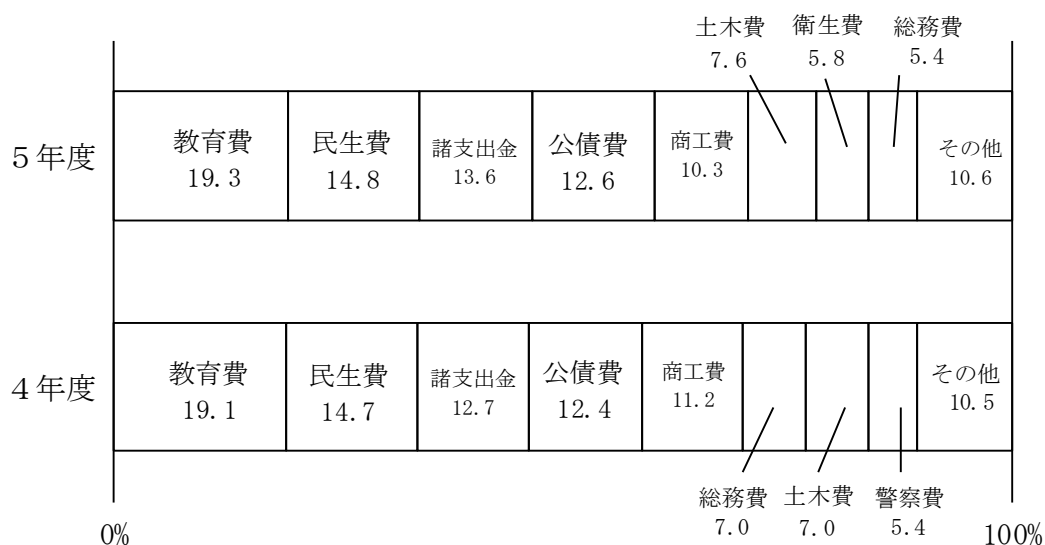 土木費 衛生費 総務費
7.6 5.8 5.4
５年度
教育費 民生費 諸支出金 公債費 商工費 その他
19.3 14.8 13.6 12.6 10.3 10.6
４年度
教育費 民生費 諸支出金 公債費 商工費 その他
19.1 14.7 12.7 12.4 11.2 10.5
総務費 土木費 警察費
7.0 7.0 5.4
0% 100%